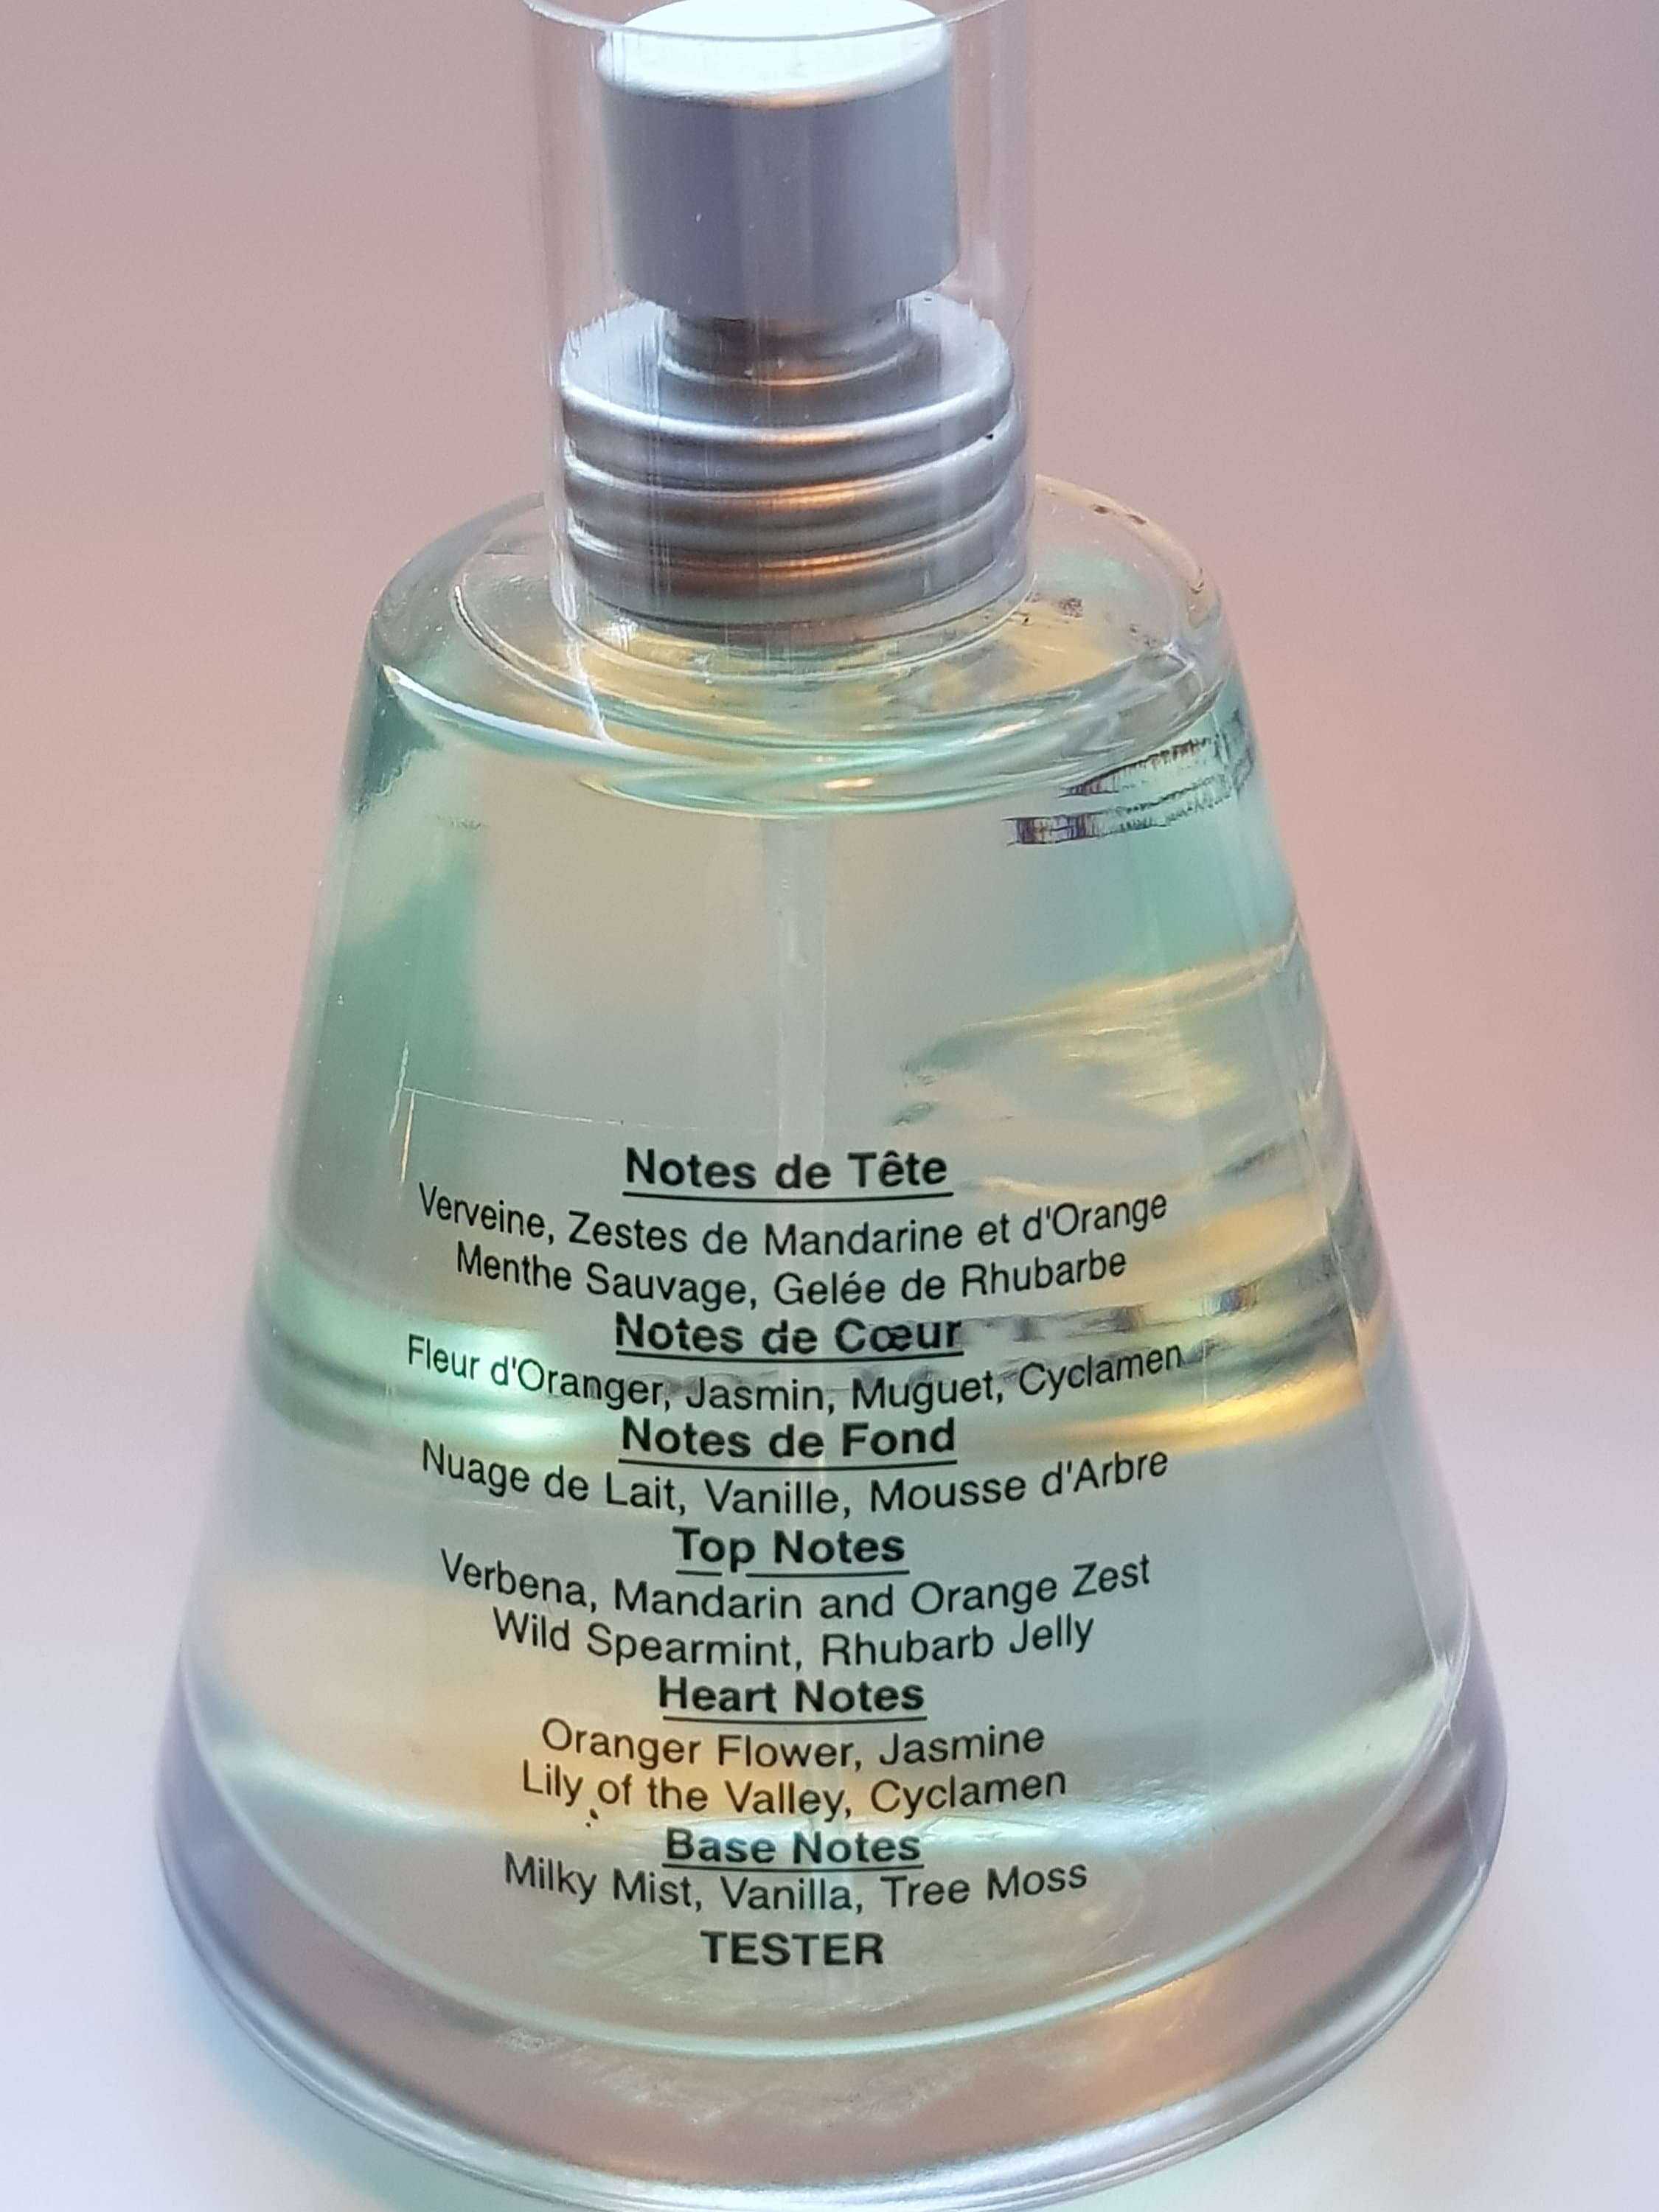 Notes de Tête
Verveine, Zestes de Mandarine et d'Orange
Menthe Sauvage, Gelée de Rhubarbe
Notes de Cœur
Fleur d'Oranger, Jasmin, Muguet, Cyclamen
Notes de Fond
Nuage de Lait, Vanille, Mousse d'Arbre
Top Notes
Verbena, Mandarin and Orange Zest
Wild Spearmint, Rhubarb Jelly
Heart Notes
Oranger Flower, Jasmine
Lily of the Valley, Cyclamen
Base Notes
Milky Mist, Vanilla, Tree Moss
TESTER